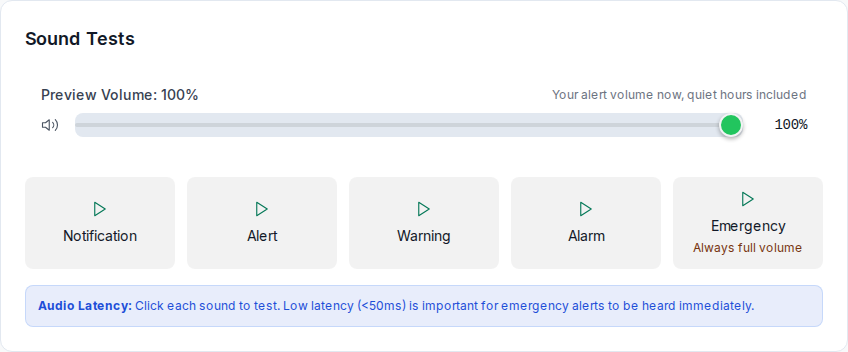 Sound Tests
Preview Volume: 100%
Your alert volume now, quiet hours included
100%
Notification
Alert
Warning
Alarm
Emergency
Always full volume
Audio Latency: Click each sound to test. Low latency (<50ms) is important for emergency alerts to be heard immediately.